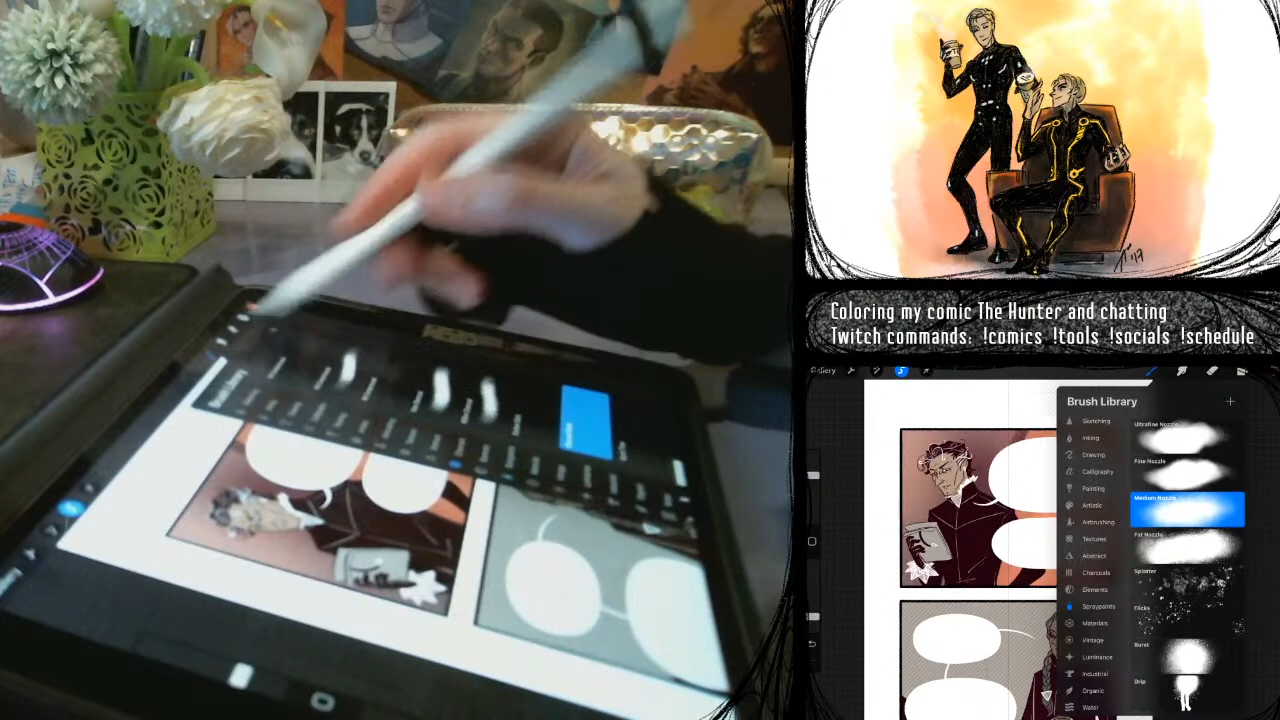 Coloring my comic The Hunter and chatting
Twitch commands: !comics !tools !socials !schedule
Gallery
Brush Library
Sketching
Inking
Drawing
Calligraphy
Painting
Artistic
Airbrushing
Textures
Abstract
Charcoals
Elements
Spraypaints
Materials
Vintage
Luminance
Industrial
Organic
Water
Ultrafine Nozzle
Fine Nozzle
Medium Nozzle
Fat Nozzle
Splatter
Flicks
Burst
Drip